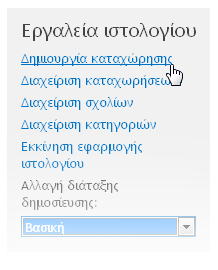 Εργαλεία ιστολογίου
Δημιουργία καταχώρησης
Διαχείριση καταχωρήσεων
Διαχείριση σχολίων
Διαχείριση κατηγοριών
Εκκίνηση εφαρμογής
ιστολογίου
Αλλαγή διάταξης
δημοσίευσης:
Βασική